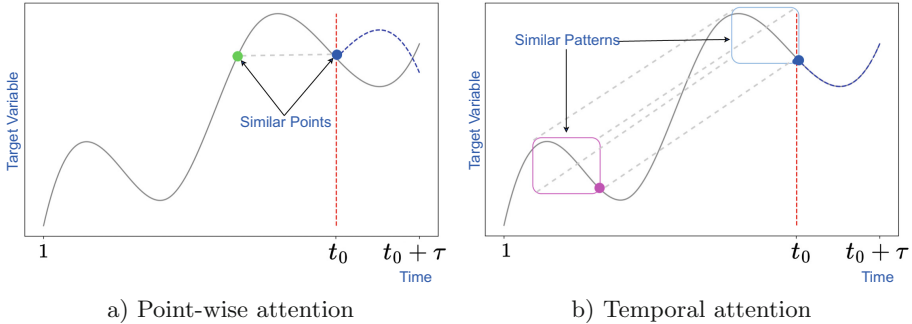 Target Variable
Similar Points
1
t₀
t₀ + τ
Time
a) Point-wise attention
Target Variable
Similar Patterns
1
t₀
t₀ + τ
Time
b) Temporal attention